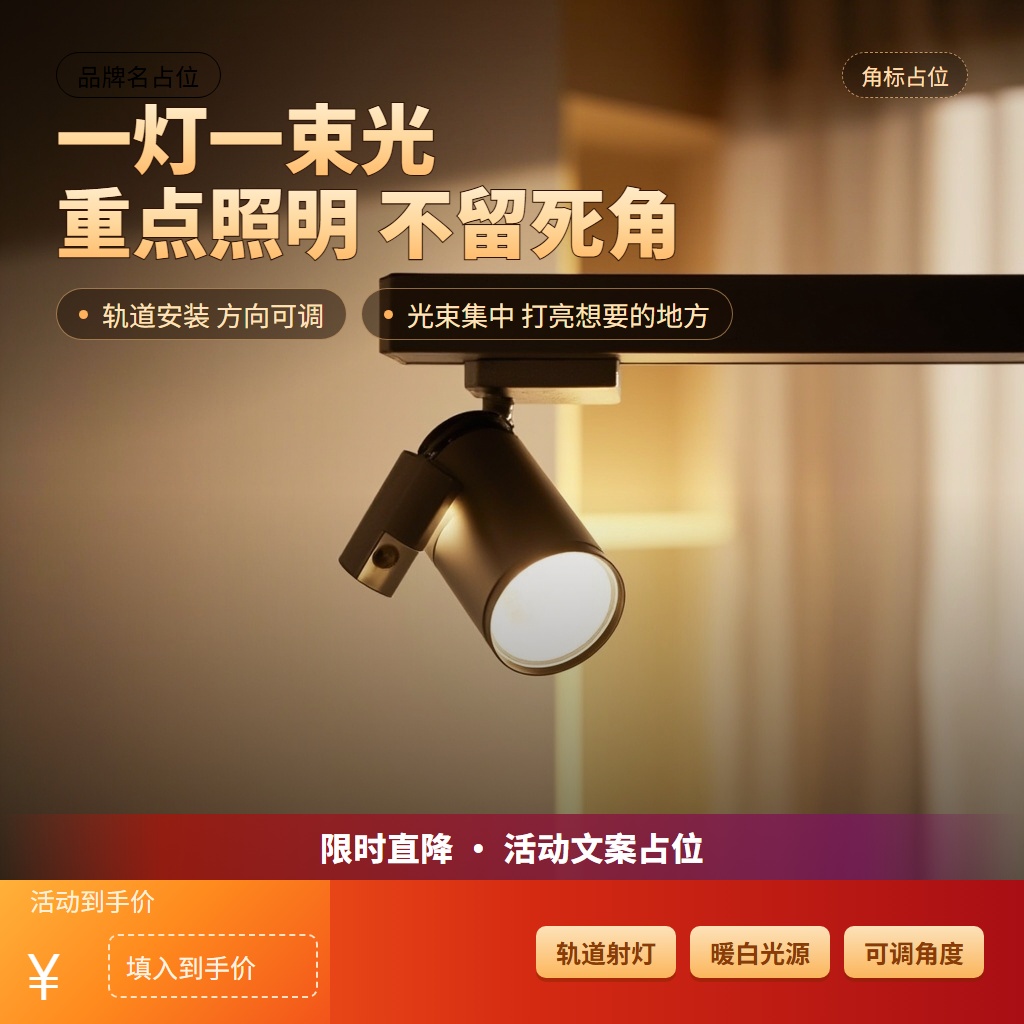 品牌名占位
角标占位
一灯一束光
重点照明 不留死角
轨道安装 方向可调
光束集中 打亮想要的地方
限时直降 · 活动文案占位
活动到手价
¥ 填入到手价
轨道射灯
暖白光源
可调角度